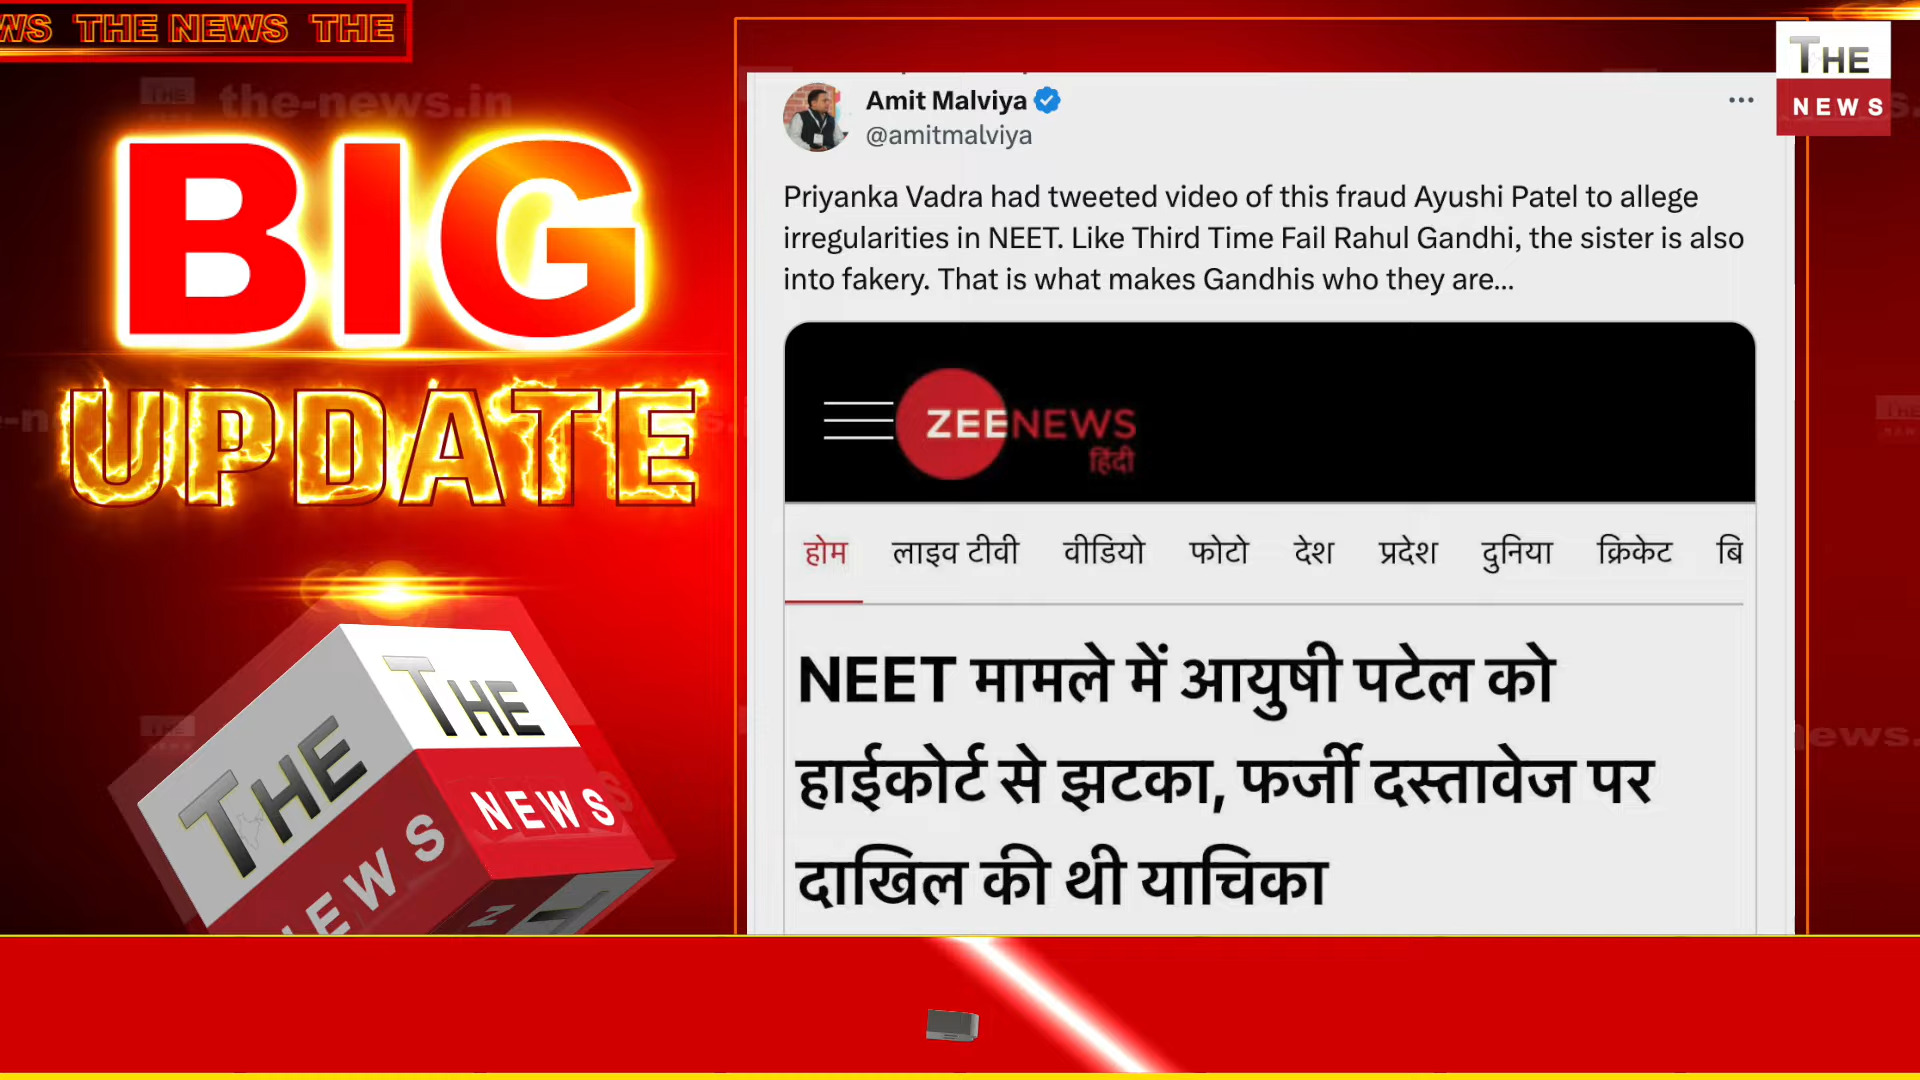 WS THE NEWS THE
the-news.in
BIG
UPDATE
THE
NEWS
THE
NEWS
THE
NEWS
Amit Malviya
@amitmalviya
Priyanka Vadra had tweeted video of this fraud Ayushi Patel to allege
irregularities in NEET. Like Third Time Fail Rahul Gandhi, the sister is also
into fakery. That is what makes Gandhis who they are...
ZEENEWS
हिंदी
होम लाइव टीवी वीडियो फोटो देश प्रदेश दुनिया क्रिकेट बि
NEET मामले में आयुषी पटेल को
हाईकोर्ट से झटका, फर्जी दस्तावेज पर
दाखिल की थी याचिका